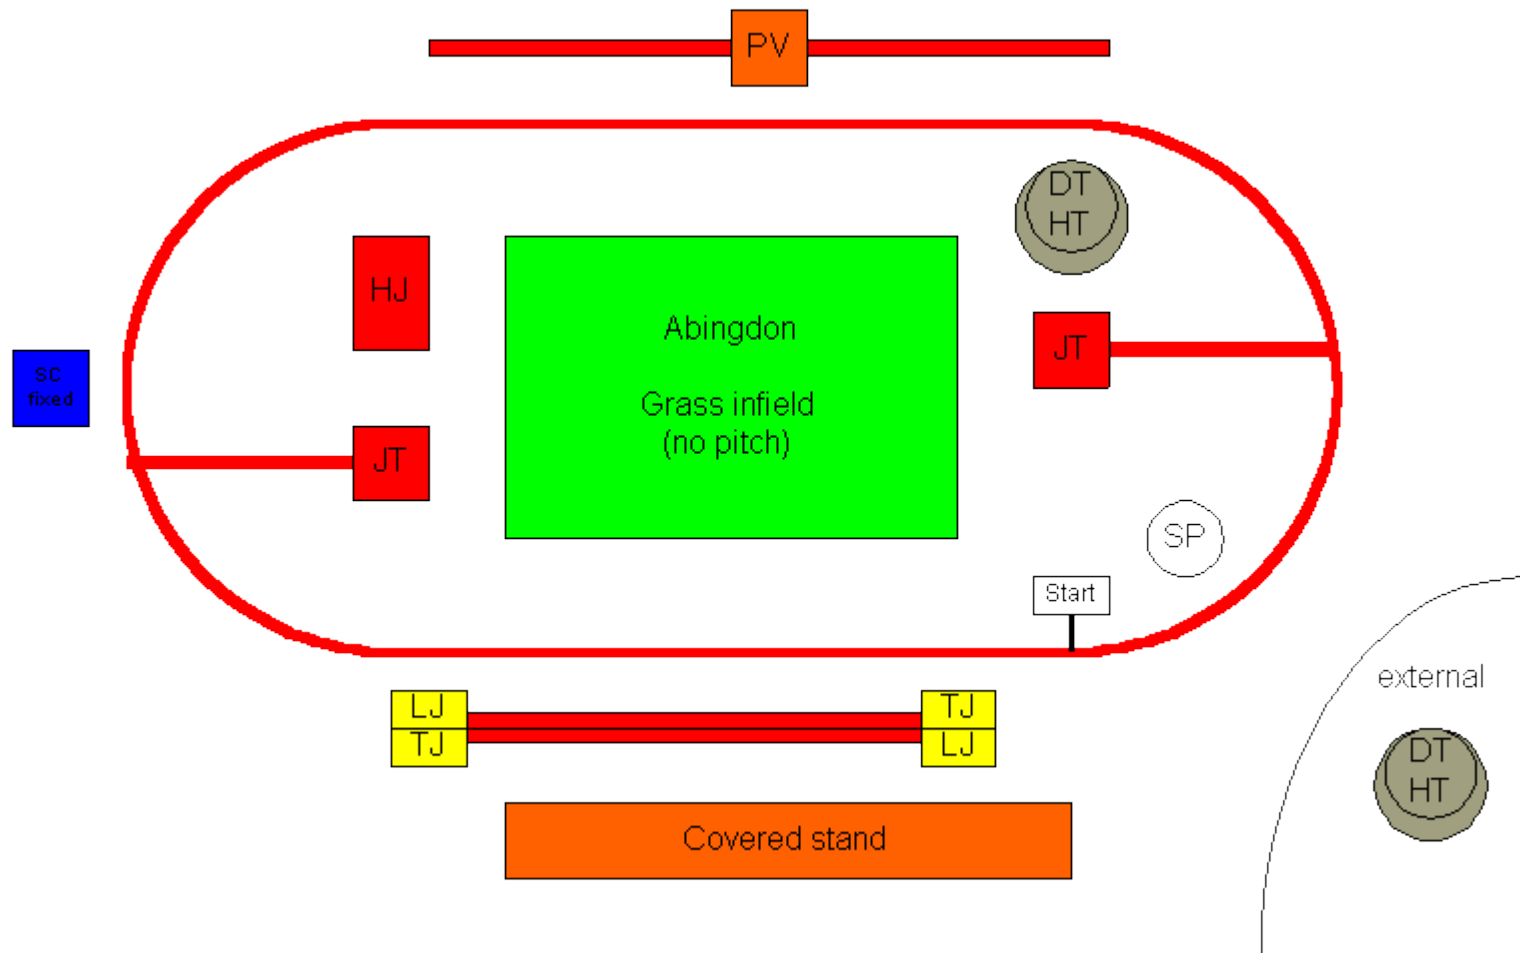 PV
DT
HT
HJ
Abingdon
JT
sc
fixed
Grass infield
(no pitch)
JT
SP
Start
external
LJ
TJ
TJ
LJ
DT
HT
Covered stand